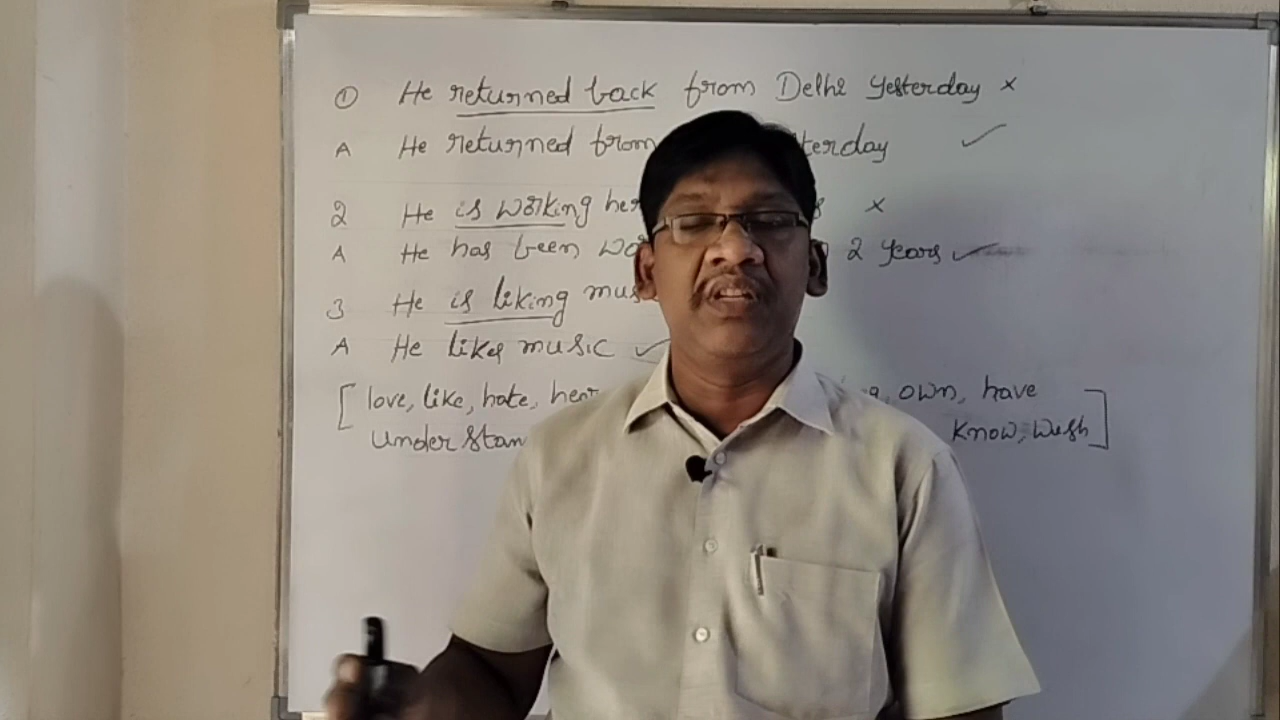 ① He returned back from Delhi yesterday ×
A He returned from terday ✓
2 He is working her s ×
A He has been wo 2 years ✓
3 He is liking mus
A He likes music ✓
[ love, like, hate, hear own, have
understan know, wish ]